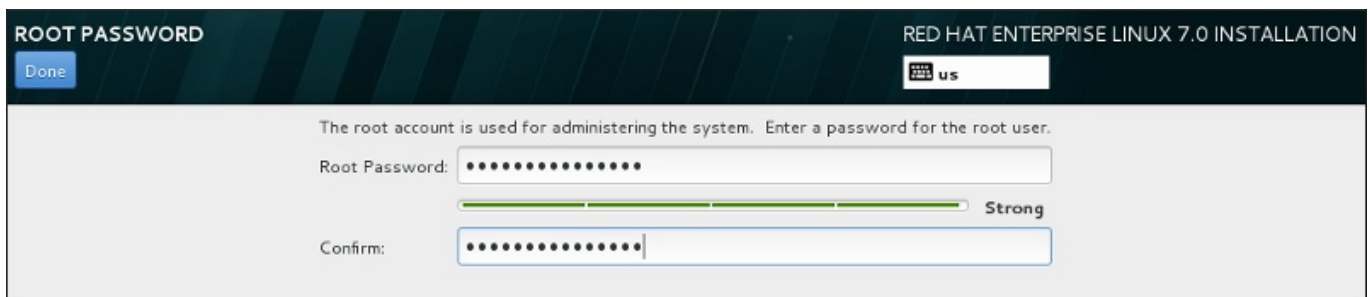 ROOT PASSWORD
RED HAT ENTERPRISE LINUX 7.0 INSTALLATION
Done
us
The root account is used for administering the system. Enter a password for the root user.
Root Password: •••••••••••••••
Strong
Confirm: •••••••••••••••